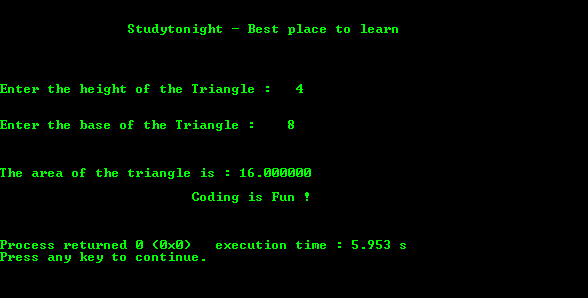 Studytonight - Best place to learn
Enter the height of the Triangle :   4
Enter the base of the Triangle :    8
The area of the triangle is : 16.000000
Coding is Fun !
Process returned 0 (0x0)   execution time : 5.953 s
Press any key to continue.